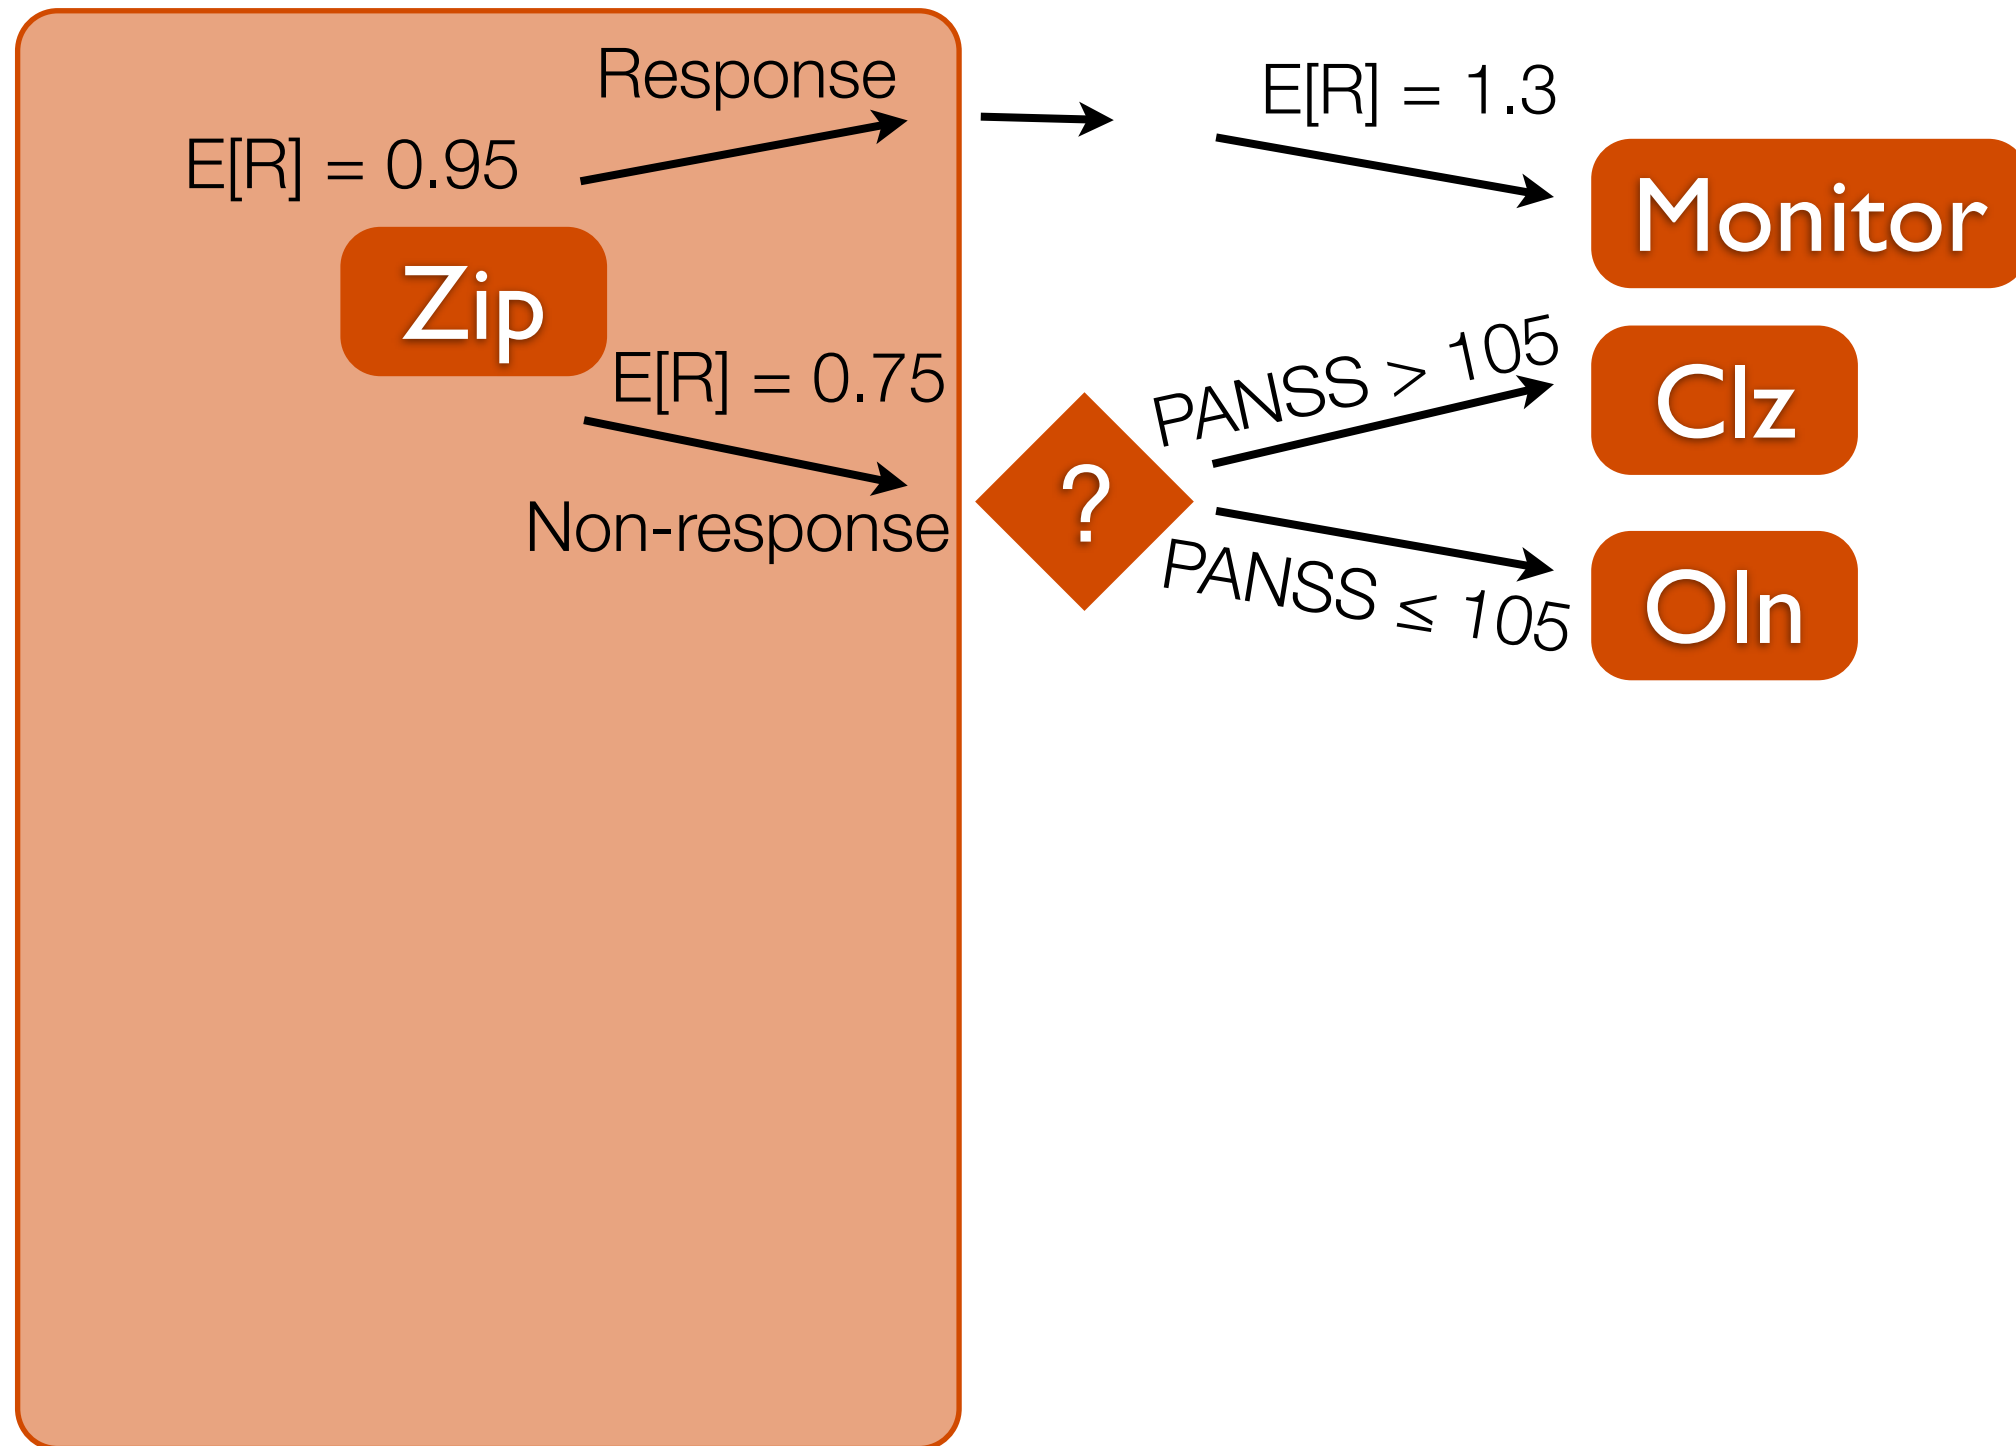 Response
E[R] = 1.3
E[R] = 0.95
Monitor
Zip
E[R] = 0.75
PANSS > 105
Clz
?
Non-response
PANSS ≤ 105
Oln